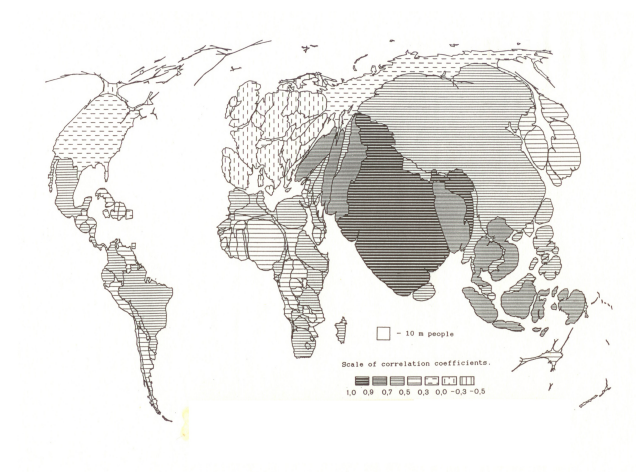 - 10 m people
Scale of correlation coefficients.
1,0 0,9 0,7 0,5 0,3 0,0 -0,3 -0,5